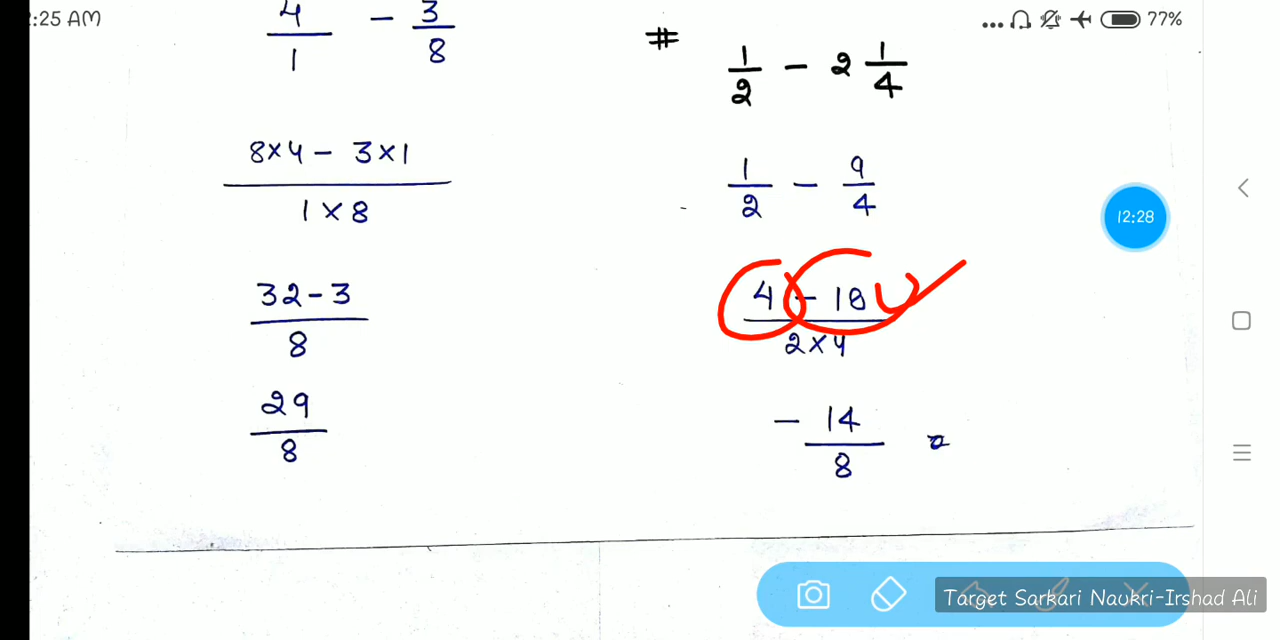 :25 AM
... 77%
4/1 - 3/8
8×4 - 3×1
1×8
32-3
8
29
8
#
1/2 - 2 1/4
1/2 - 9/4
4 - 18
2×4
- 14/8
12:28
Target Sarkari Naukri-Irshad Ali